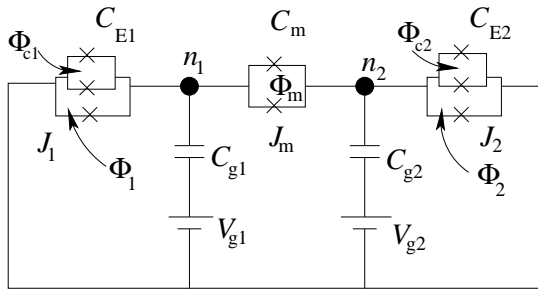 C_E1 C_m C_E2
Φ_c1 n_1 Φ_c2 n_2
Φ_m
J_1 Φ_1 J_m J_2 Φ_2
C_g1 C_g2
V_g1 V_g2